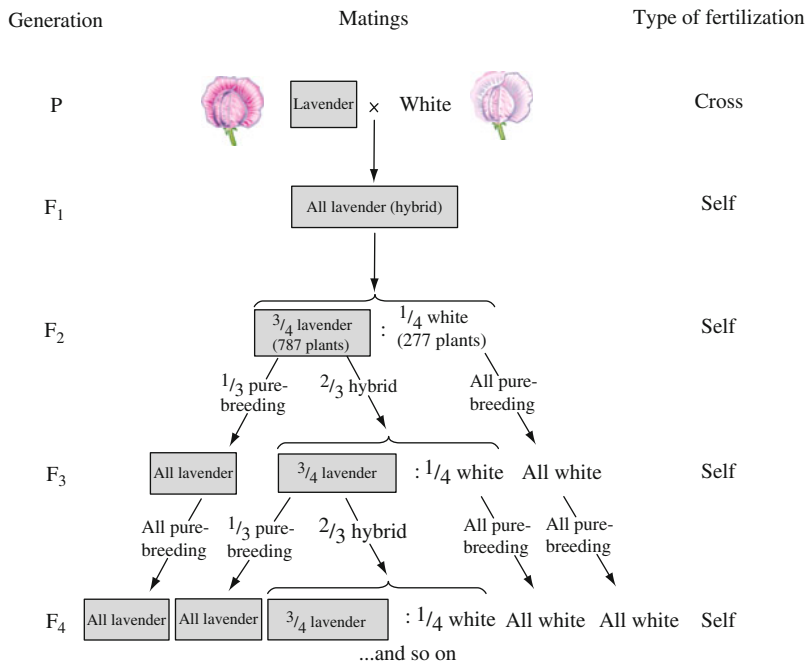 Generation Matings Type of fertilization
P Lavender × White Cross
F1 All lavender (hybrid) Self
F2 3/4 lavender (787 plants) : 1/4 white (277 plants) Self
1/3 pure-breeding 2/3 hybrid All pure-breeding
F3 All lavender 3/4 lavender : 1/4 white All white Self
All pure-breeding 1/3 pure-breeding 2/3 hybrid All pure-breeding All pure-breeding
F4 All lavender All lavender 3/4 lavender : 1/4 white All white All white Self
...and so on